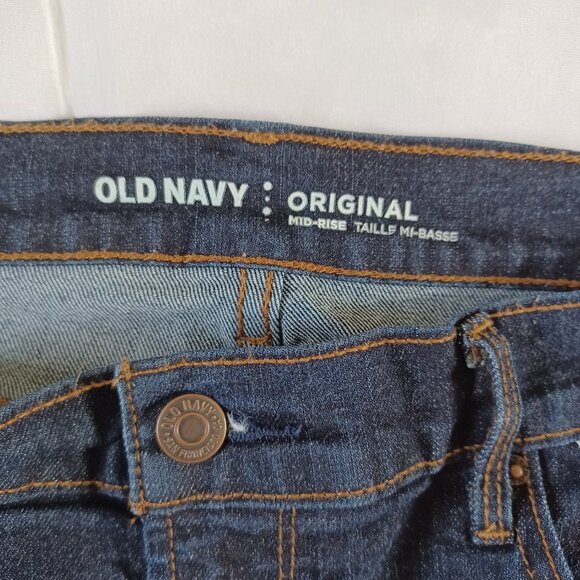 OLD NAVY ORIGINAL
MID-RISE TAILLE MI-BASSE
OLD NAVY
SAN FRANCISCO